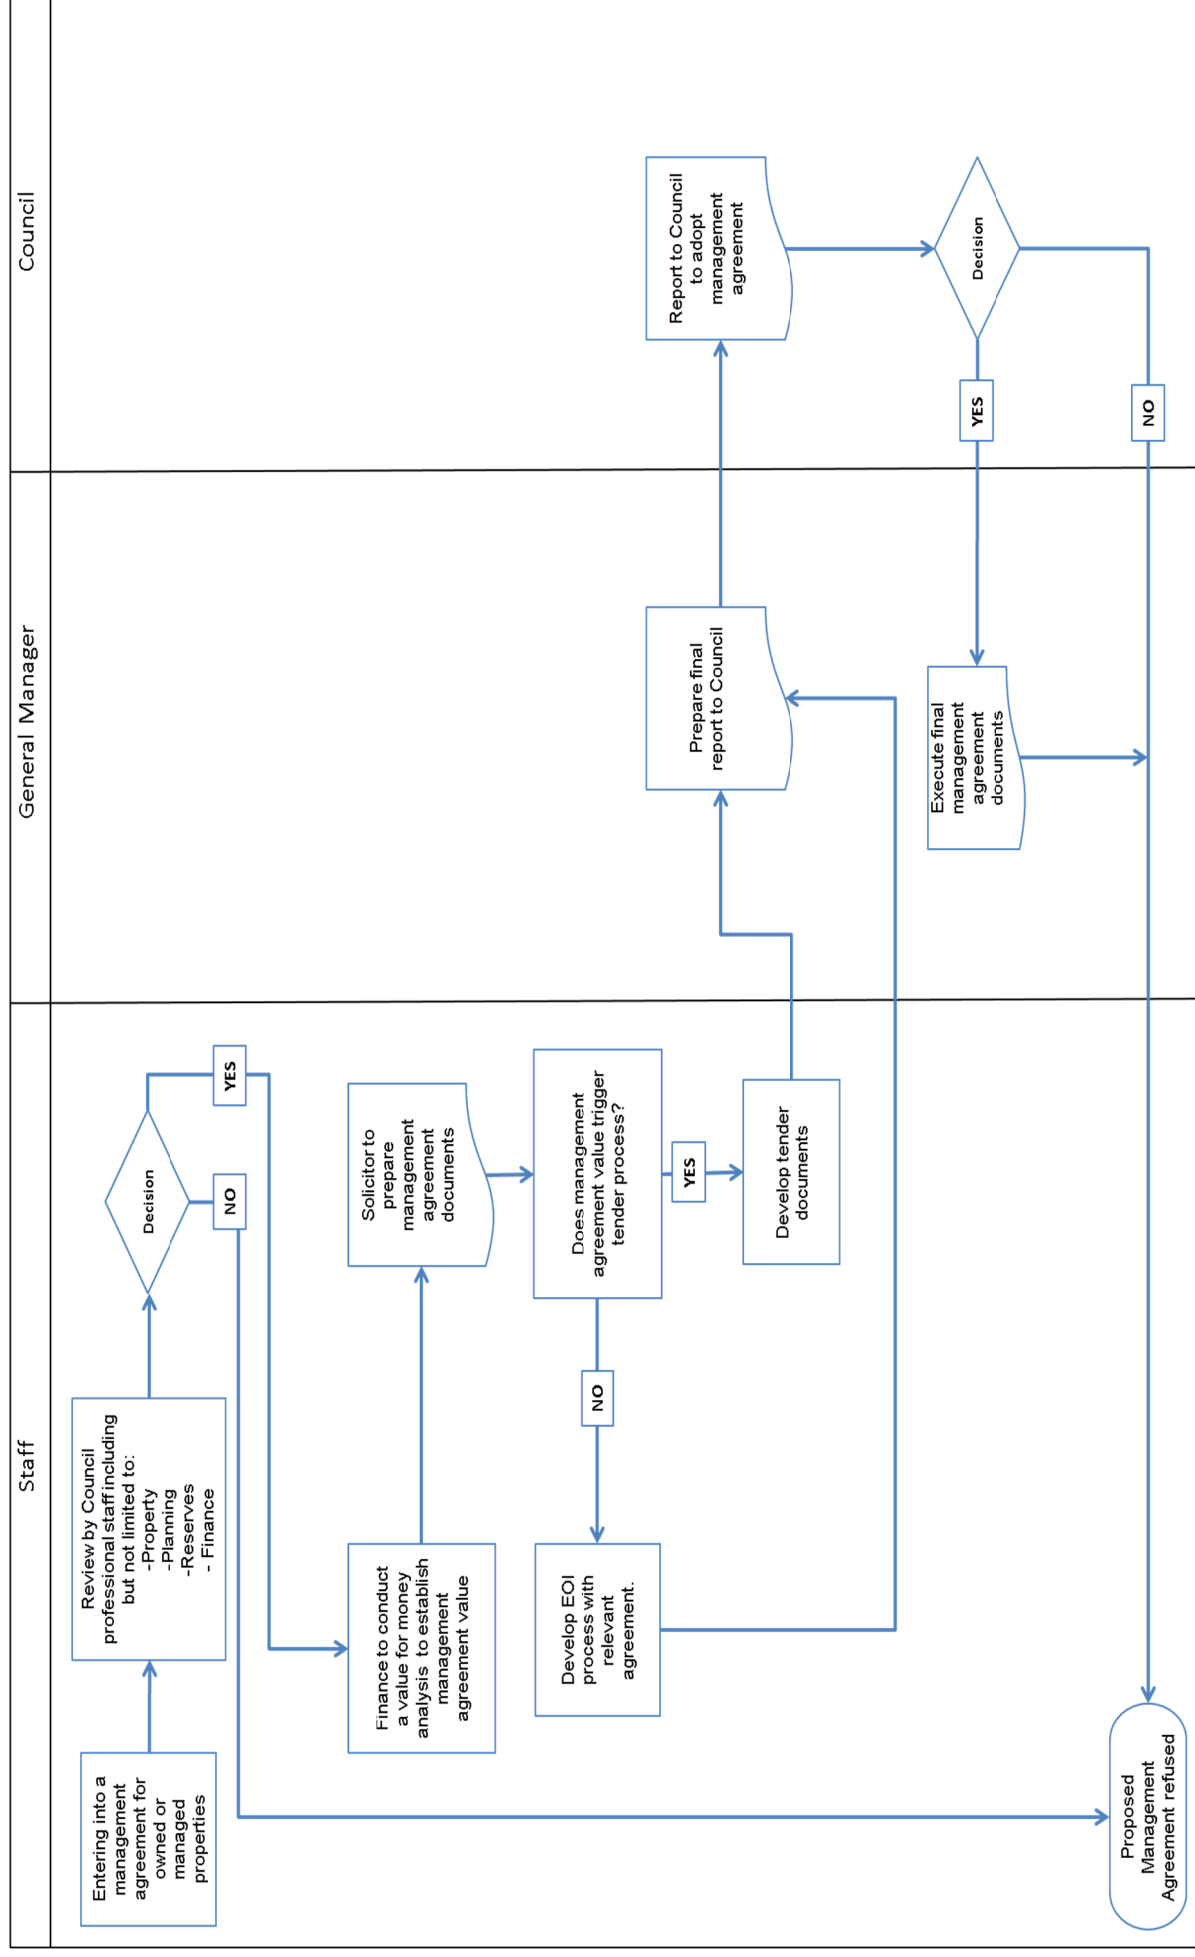 Staff
General Manager
Council
Entering into a
management
agreement for
owned or
managed
properties
Review by Council
professional staff including
but not limited to:
-Property
-Planning
-Reserves
- Finance
Decision
YES
NO
Finance to conduct
a value for money
analysis to establish
management
agreement value
Solicitor to
prepare
management
agreement
documents
Does management
agreement value trigger
tender process?
NO
YES
Develop EOI
process with
relevant
agreement.
Develop tender
documents
Prepare final
report to Council
Report to Council
to adopt
management
agreement
Decision
YES
NO
Execute final
management
agreement
documents
Proposed
Management
Agreement refused